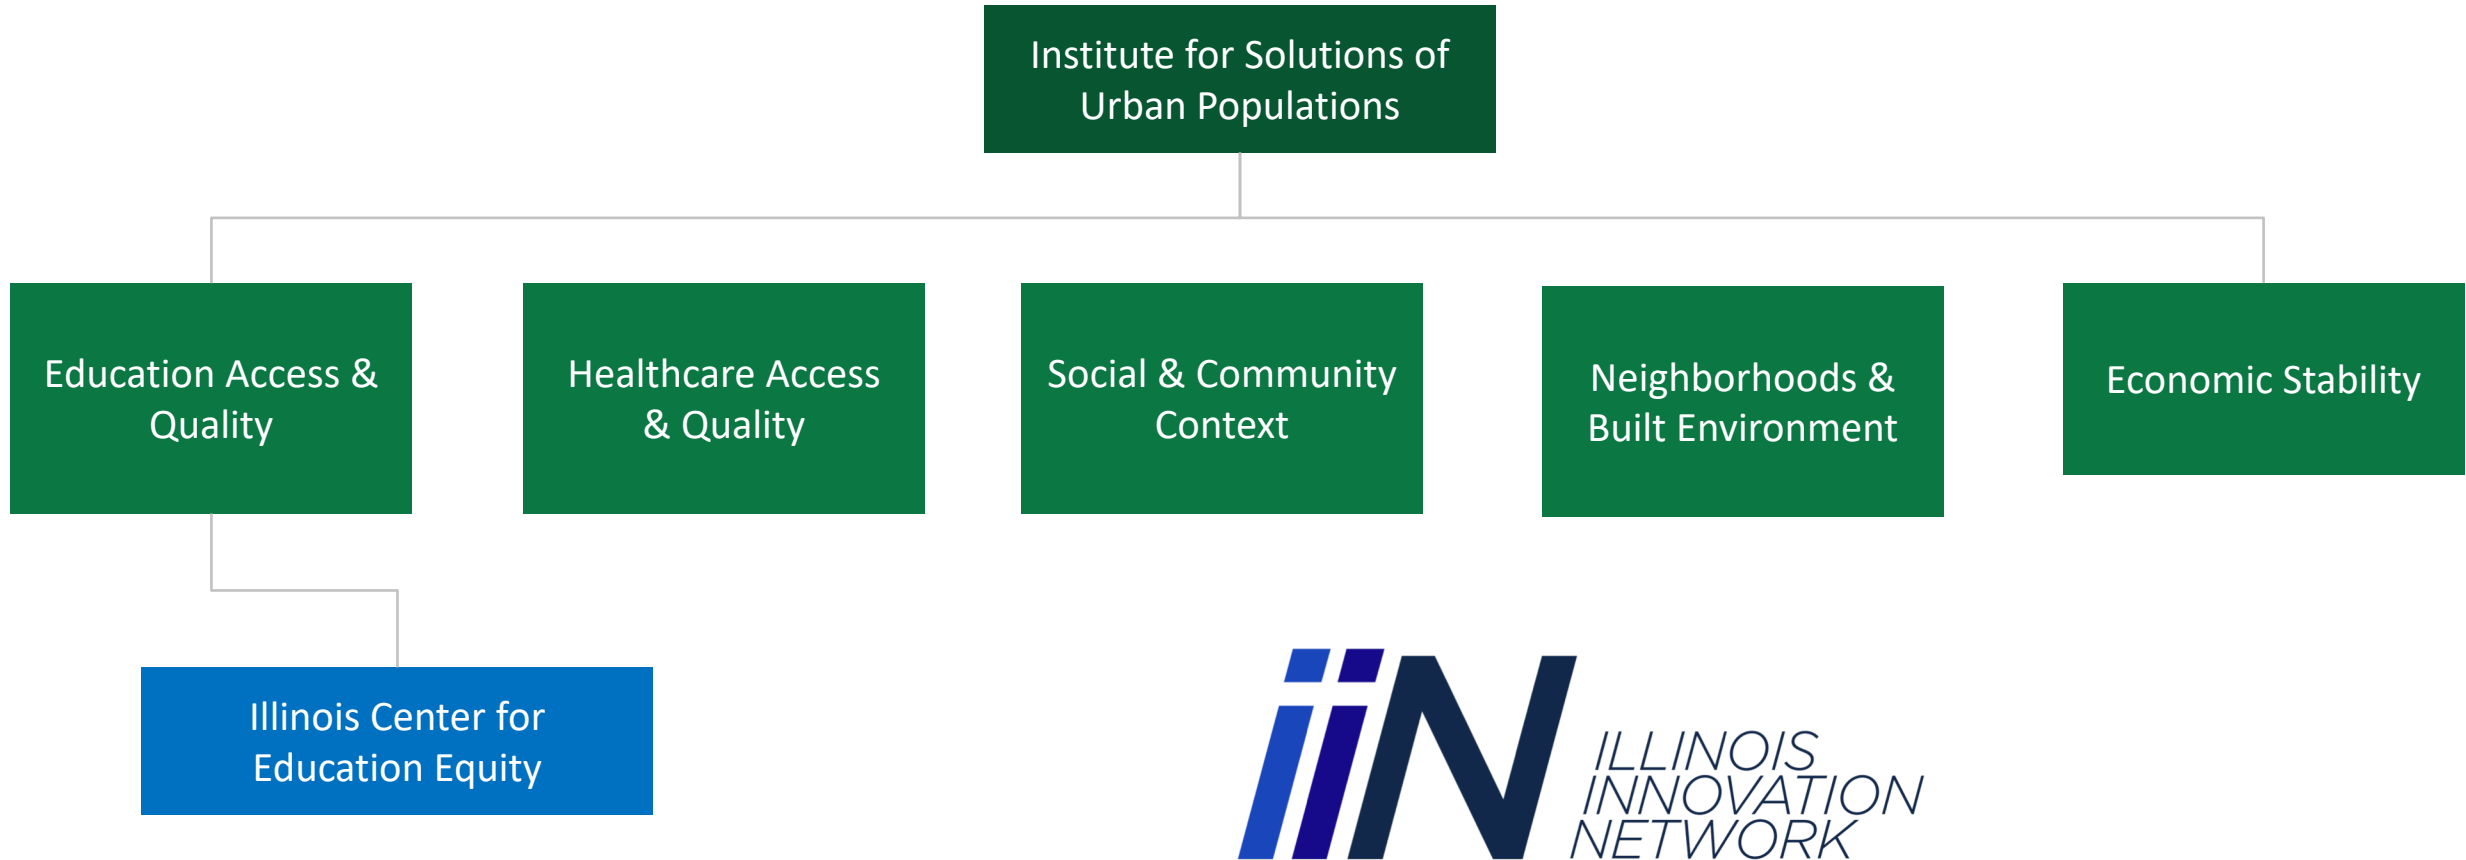 Institute for Solutions of
Urban Populations
Education Access &
Quality
Healthcare Access
& Quality
Social & Community
Context
Neighborhoods &
Built Environment
Economic Stability
Illinois Center for
Education Equity
iiN
ILLINOIS
INNOVATION
NETWORK